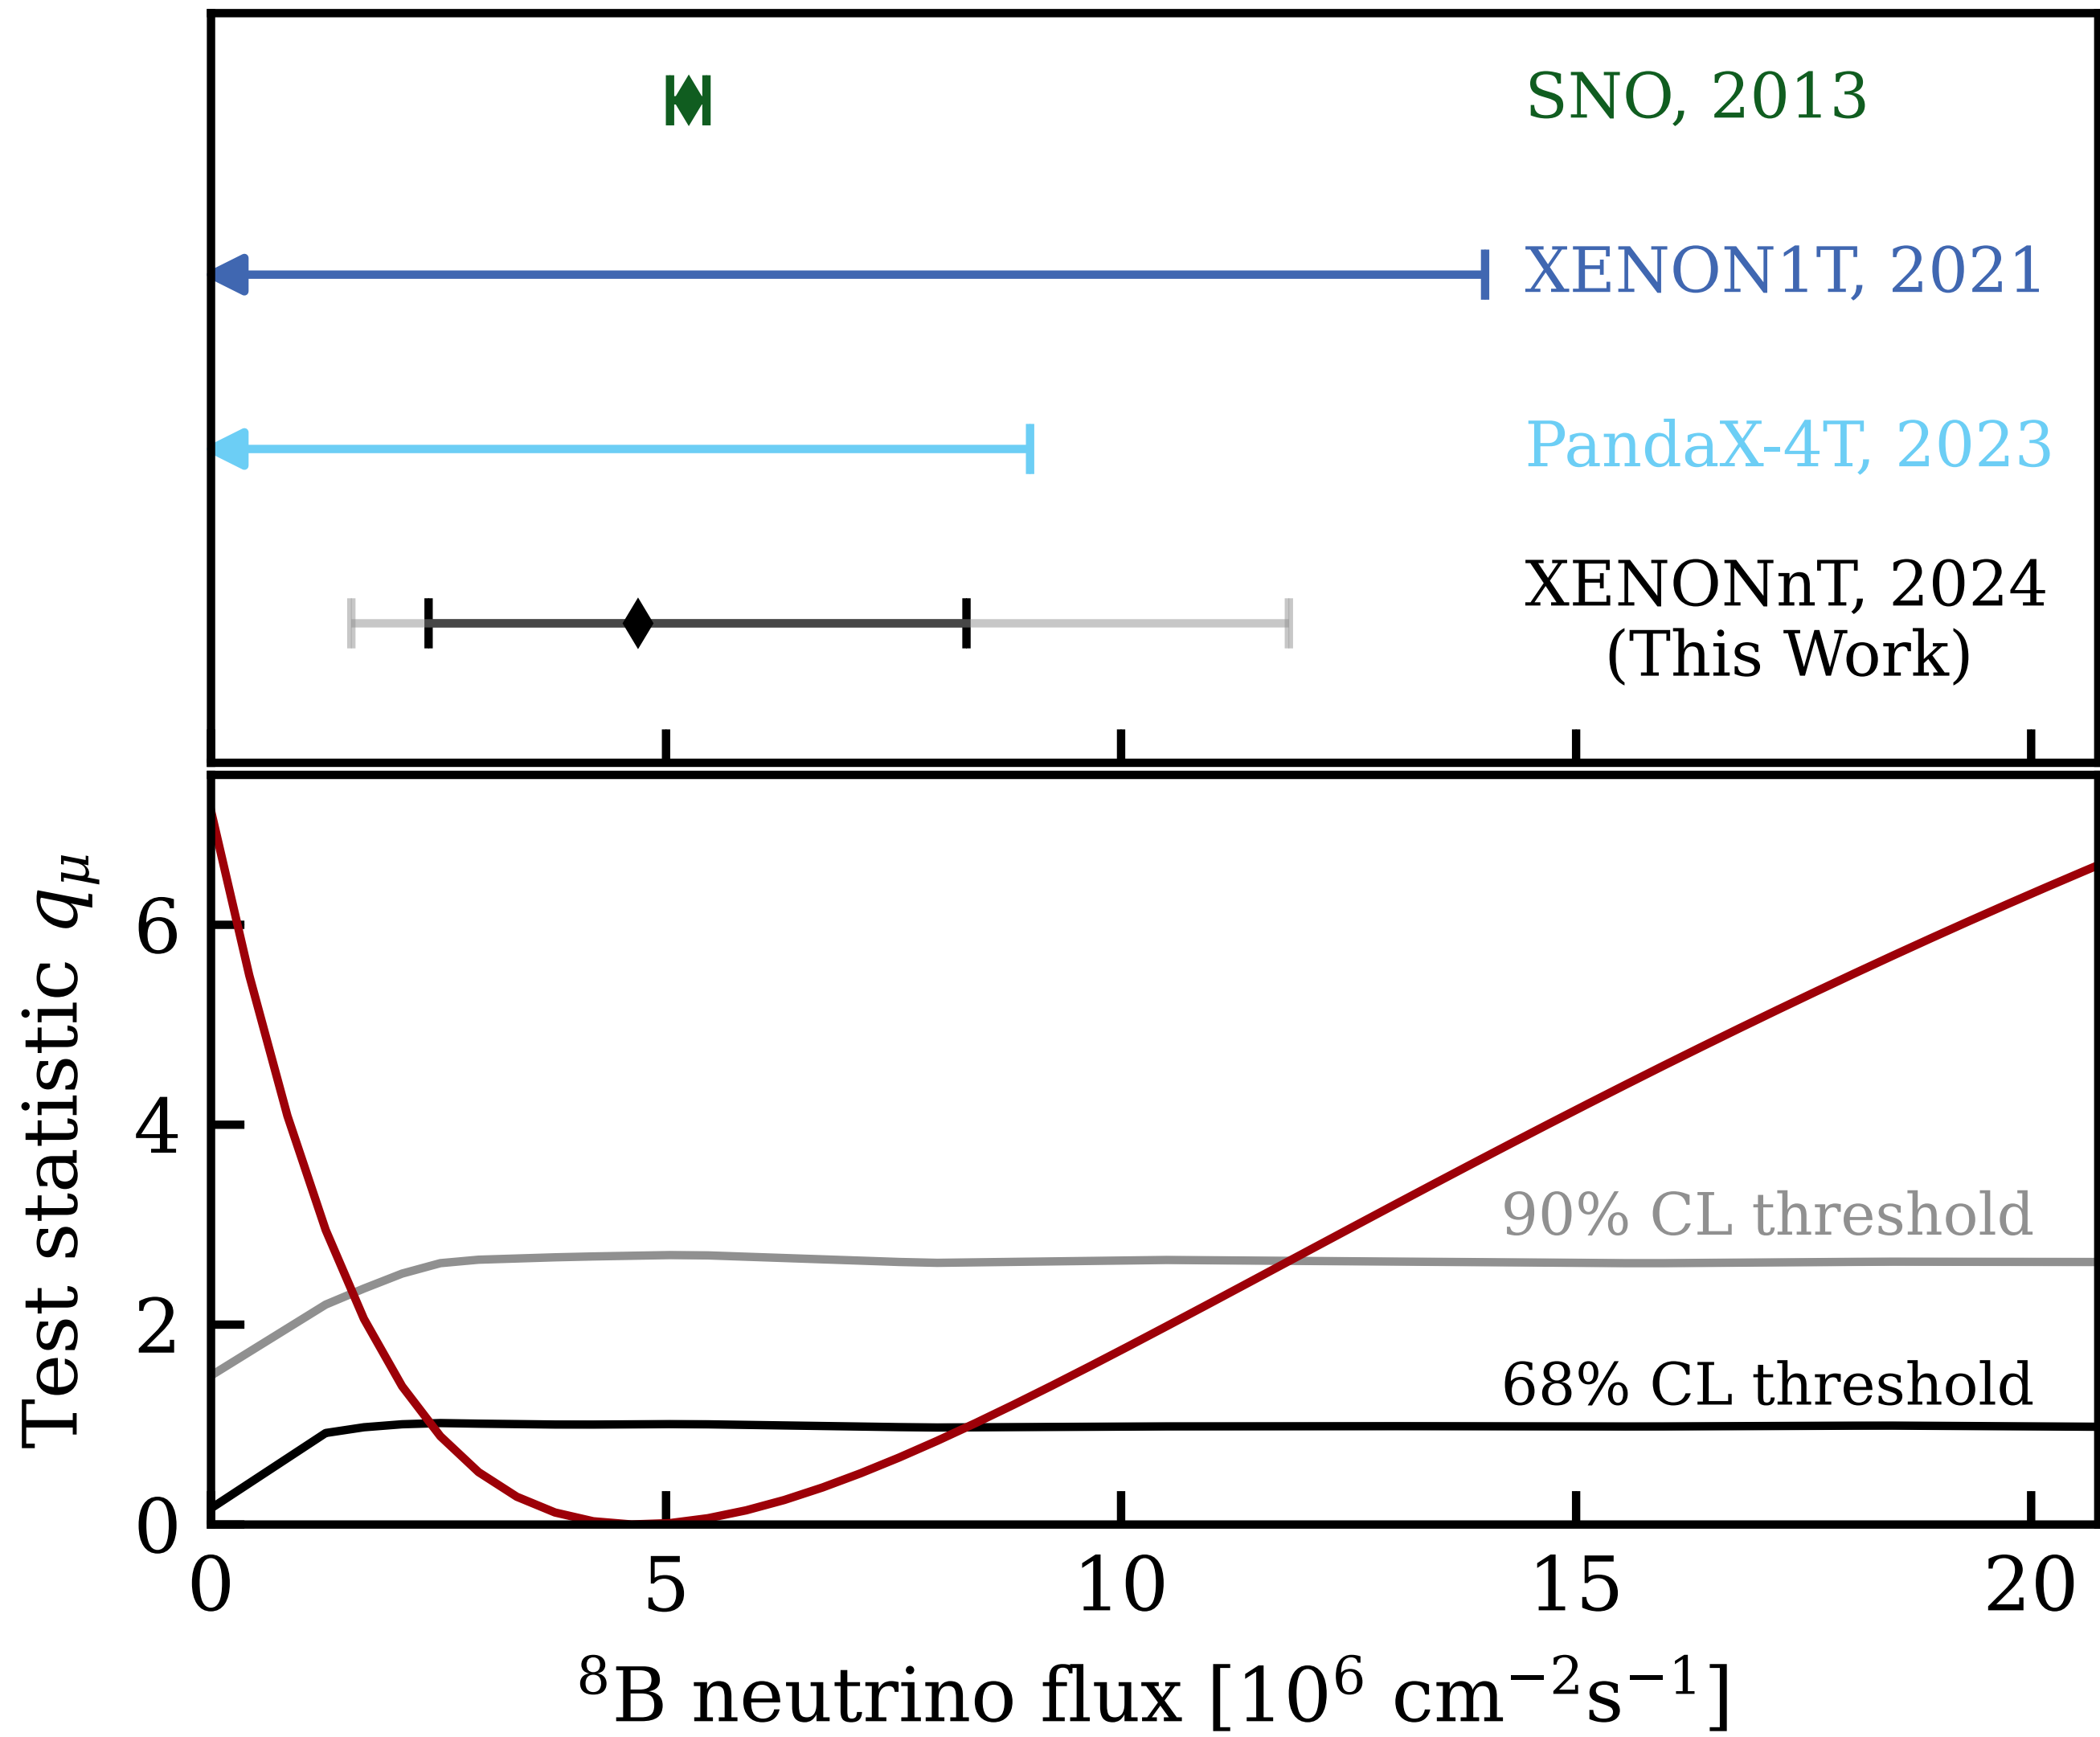 SNO, 2013
XENON1T, 2021
PandaX-4T, 2023
XENONnT, 2024
(This Work)
Test statistic qμ
6
4
2
0
90% CL threshold
68% CL threshold
0 5 10 15 20
⁸B neutrino flux [10⁶ cm⁻²s⁻¹]